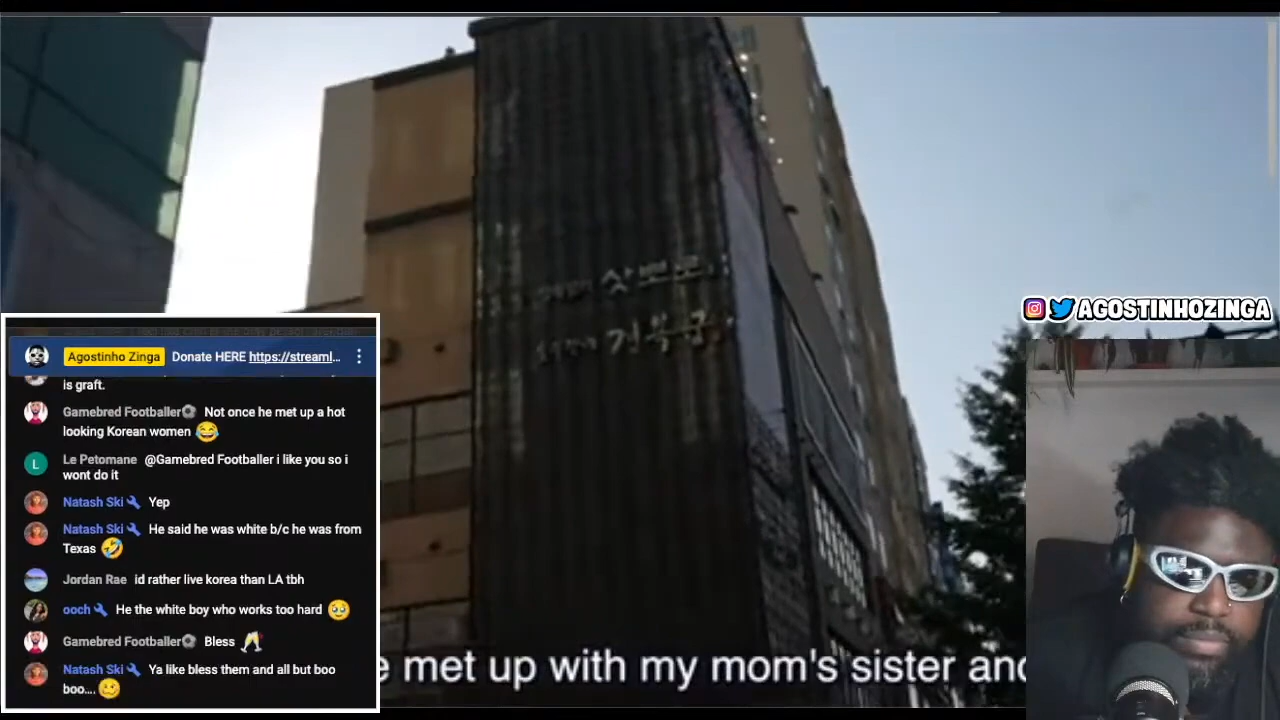 삿뽀로
AGOSTINHOZINGA
Agostinho Zinga Donate HERE https://streaml...
is graft.
Gamebred Footballer⚽ Not once he met up a hot
looking Korean women 😂
L Le Petomane @Gamebred Footballer i like you so i
wont do it
Natash Ski Yep
Natash Ski He said he was white b/c he was from
Texas 🤣
Jordan Rae id rather live korea than LA tbh
ooch He the white boy who works too hard 🥹
Gamebred Footballer⚽ Bless 🥂
Natash Ski Ya like bless them and all but boo
boo.... 🥴
e met up with my mom's sister and